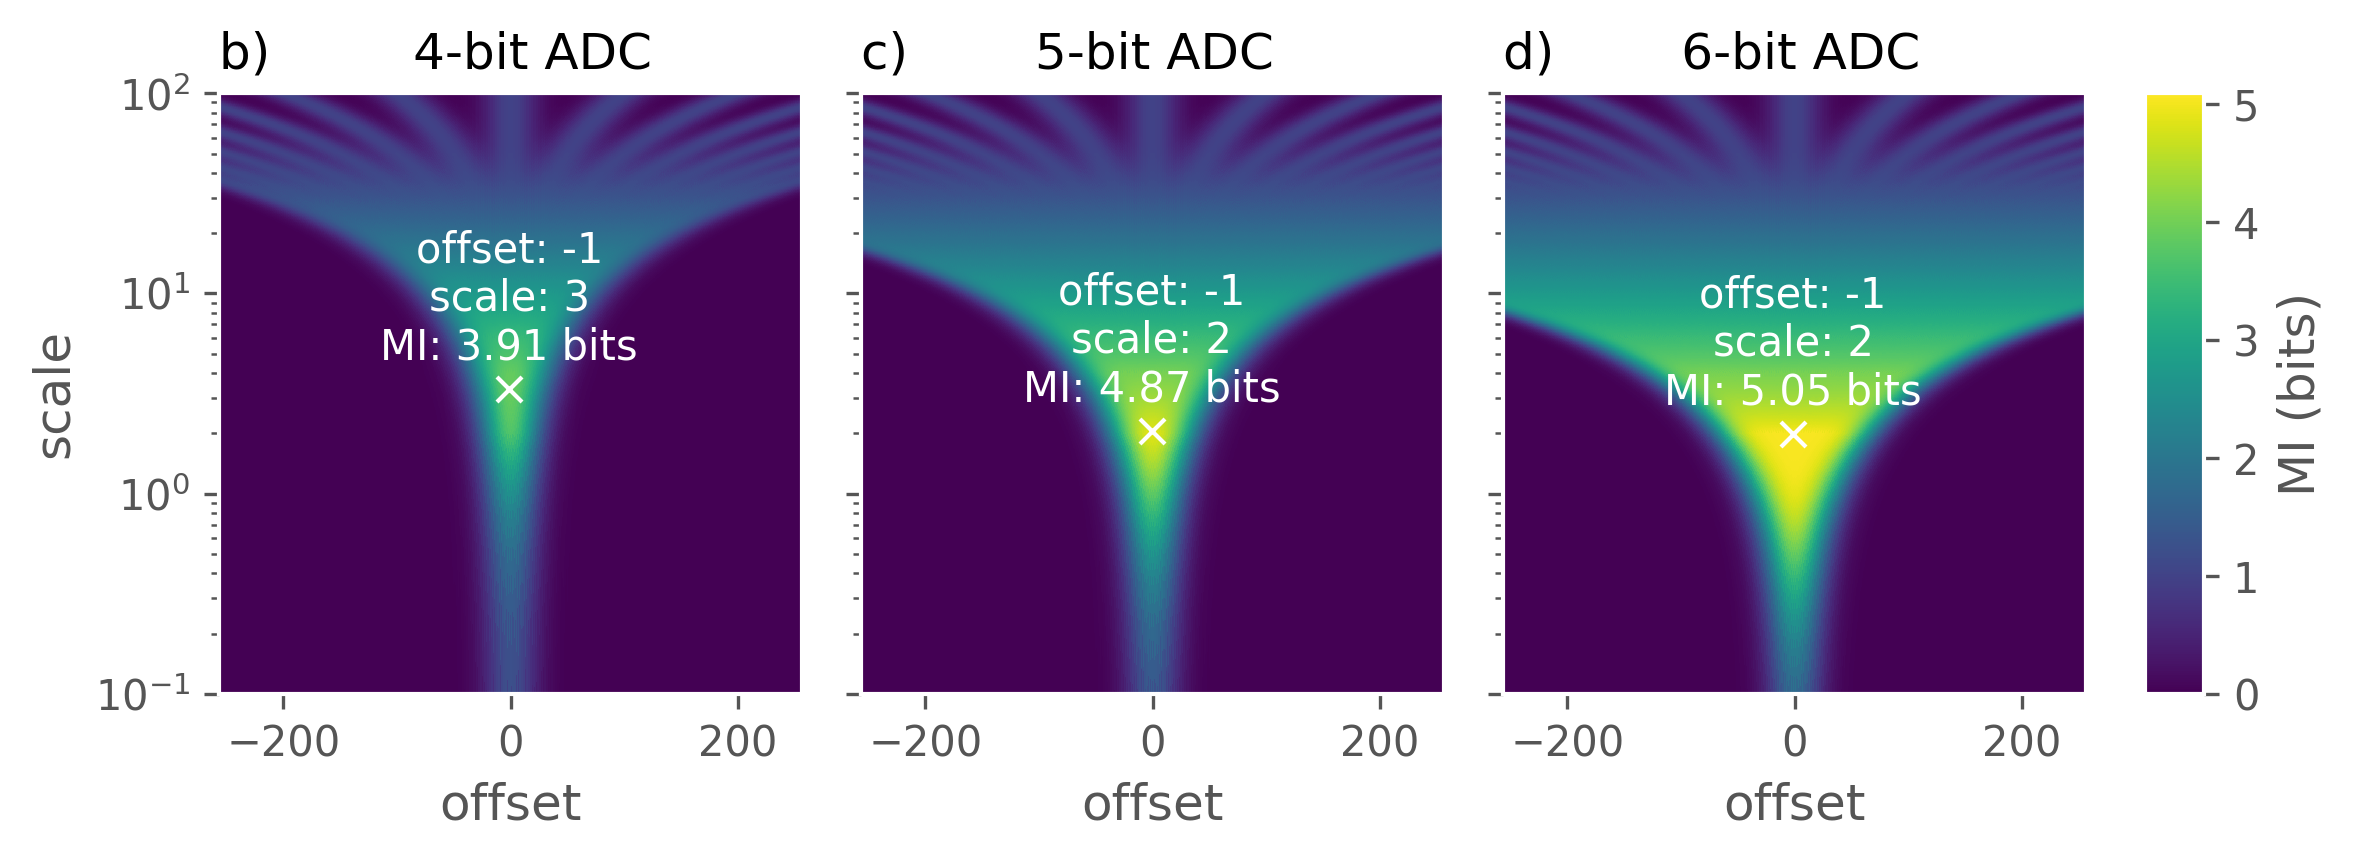 b) 4-bit ADC
c) 5-bit ADC
d) 6-bit ADC
scale
10²
10¹
10⁰
10⁻¹
offset: -1
scale: 3
MI: 3.91 bits
offset: -1
scale: 2
MI: 4.87 bits
offset: -1
scale: 2
MI: 5.05 bits
−200 0 200
−200 0 200
−200 0 200
offset
offset
offset
5
4
3
2
1
0
MI (bits)